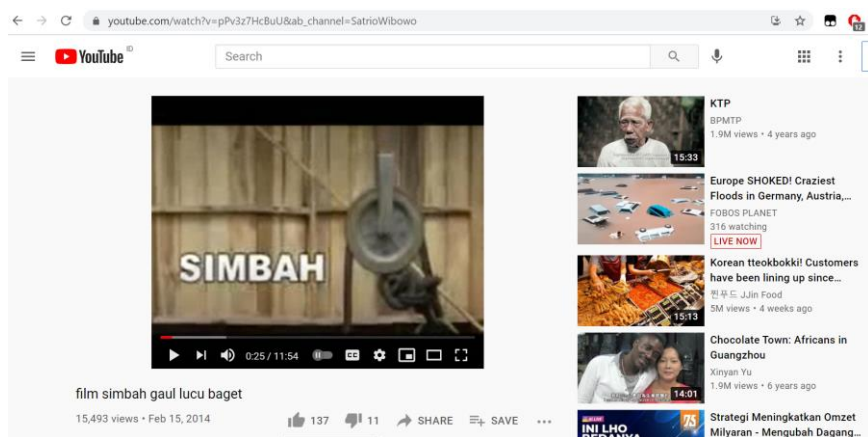 youtube.com/watch?v=pPv3z7HcBuU&ab_channel=SatrioWibowo
12
YouTube ID
Search
SIMBAH
0:25 / 11:54
CC
film simbah gaul lucu baget
15,493 views • Feb 15, 2014
137
11
SHARE
SAVE
15:33
KTP
BPMTP
1.9M views • 4 years ago
Europe SHOKED! Craziest
Floods in Germany, Austria,...
FOBOS PLANET
316 watching
LIVE NOW
15:13
Korean tteokbokki! Customers
have been lining up since...
찐푸드 JJin Food
5M views • 4 weeks ago
14:01
Chocolate Town: Africans in
Guangzhou
Xinyan Yu
1.9M views • 6 years ago
INI LHO
BEDANYA
75
Strategi Meningkatkan Omzet
Milyaran - Mengubah Dagang...